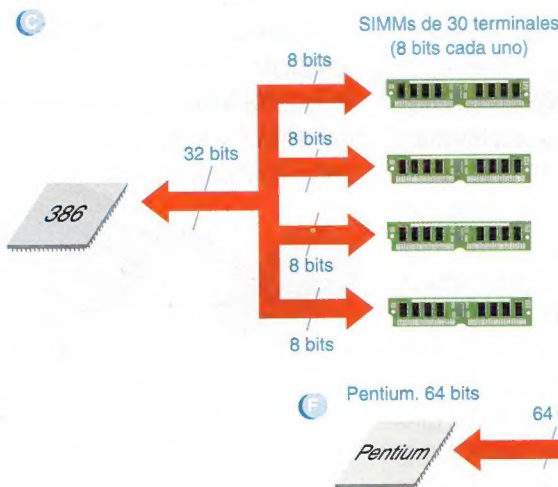 C
SIMMs de 30 terminales
(8 bits cada uno)
8 bits
8 bits
32 bits
386
8 bits
8 bits
F
Pentium. 64 bits
64
Pentium